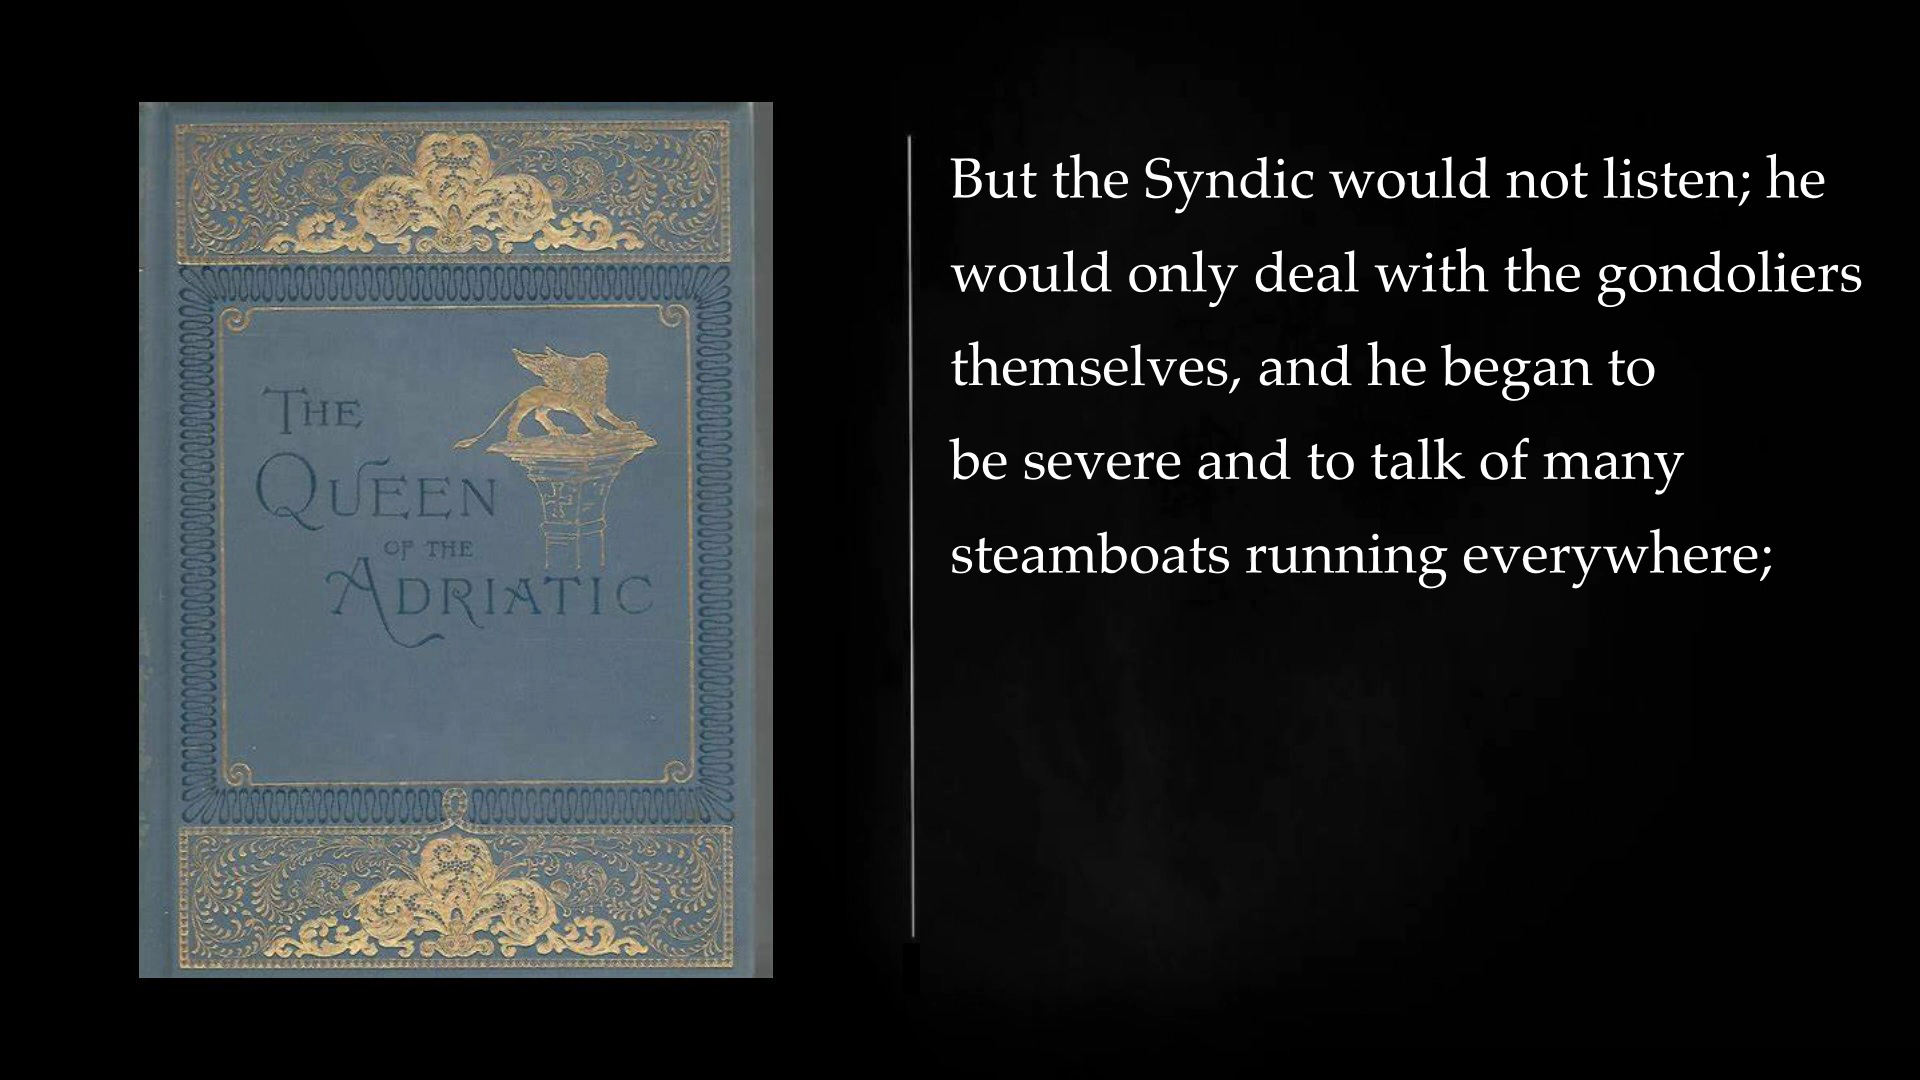 The
Queen
of the
Adriatic
But the Syndic would not listen; he
would only deal with the gondoliers
themselves, and he began to
be severe and to talk of many
steamboats running everywhere;